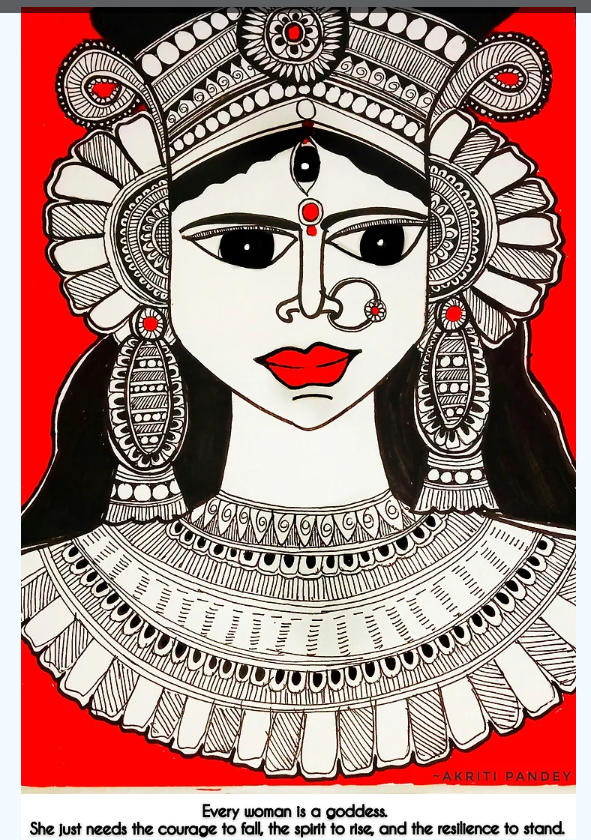 ~AKRITI PANDEY
Every woman is a goddess.
She just needs the courage to fall, the spirit to rise, and the resilience to stand.